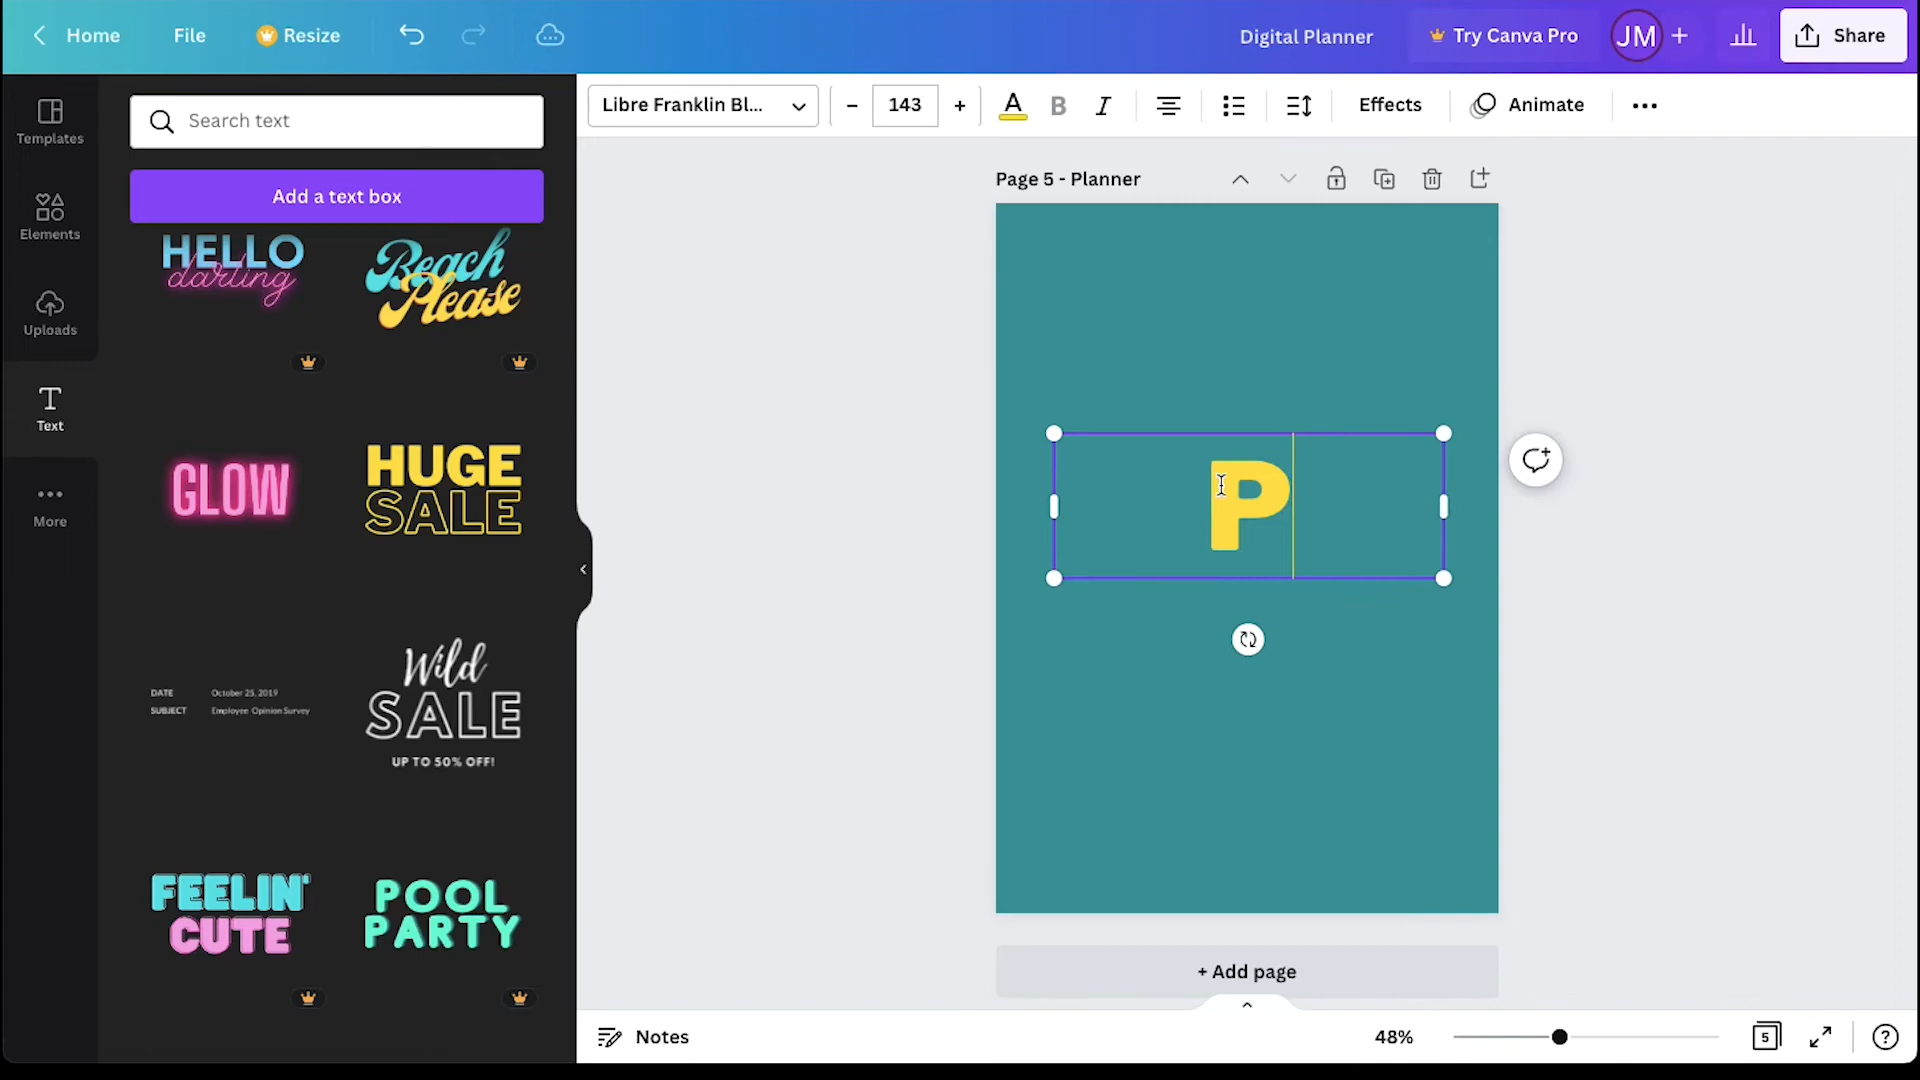 Home File Resize Digital Planner Try Canva Pro JM + Share
Templates
Elements
Uploads
Text
More
Search text
Add a text box
HELLO
darling
Beach
Please
GLOW
HUGE
SALE
DATE October 25, 2019
SUBJECT Employee Opinion Survey
Wild
SALE
UP TO 50% OFF!
FEELIN'
CUTE
POOL
PARTY
Libre Franklin Bl... − 143 + A B I Effects Animate
Page 5 - Planner
P
+ Add page
Notes 48% 5 ?